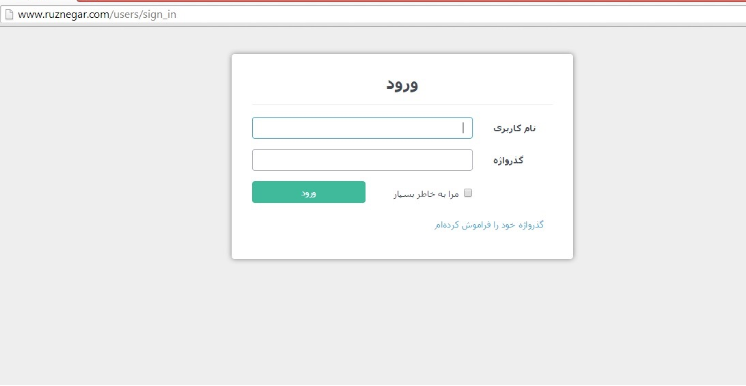 www.ruznegar.com/users/sign_in
ورود
نام کاربری
گذرواژه
مرا به خاطر بسپار
ورود
گذرواژه خود را فراموش کرده‌ام